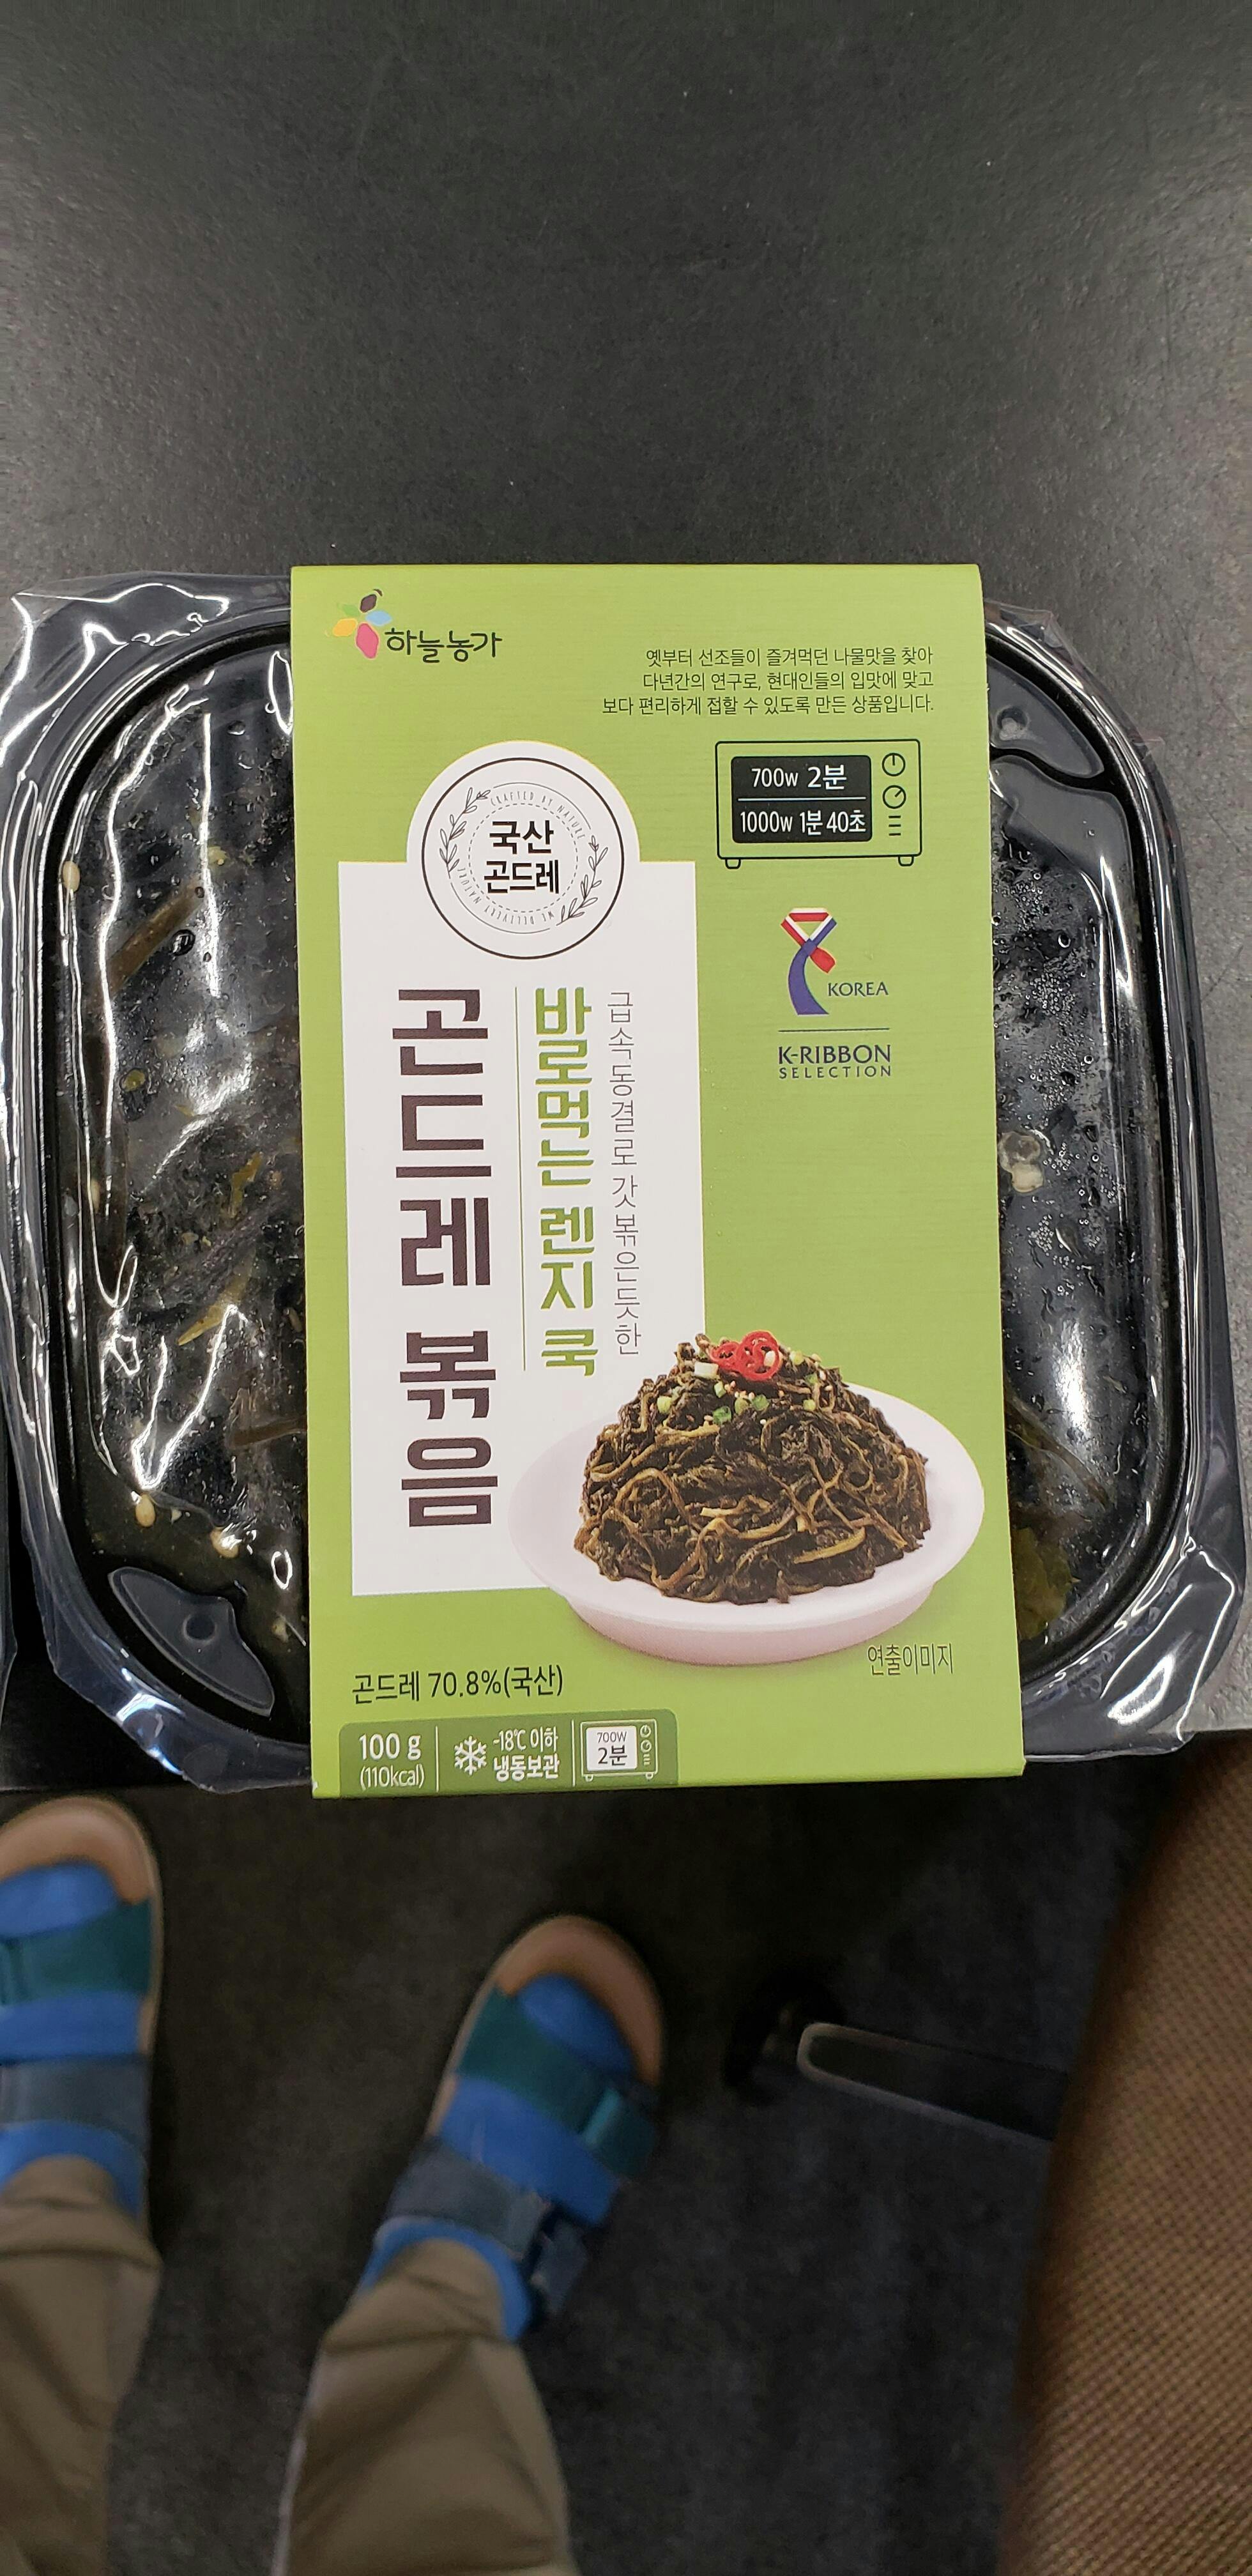 하늘농가
옛부터 선조들이 즐겨먹던 나물맛을 찾아
다년간의 연구로, 현대인들의 입맛에 맞고
보다 편리하게 접할 수 있도록 만든 상품입니다.
700w 2분
1000w 1분 40초
CRAFTED BY NATURE
국산
곤드레
WE DELIVERY NATURE
KOREA
K-RIBBON
SELECTION
급속동결로 갓 볶은듯한
바로먹는 렌지 쿡
곤드레 볶음
연출이미지
곤드레 70.8%(국산)
100 g
(110kcal)
-18℃ 이하
냉동보관
700W
2분